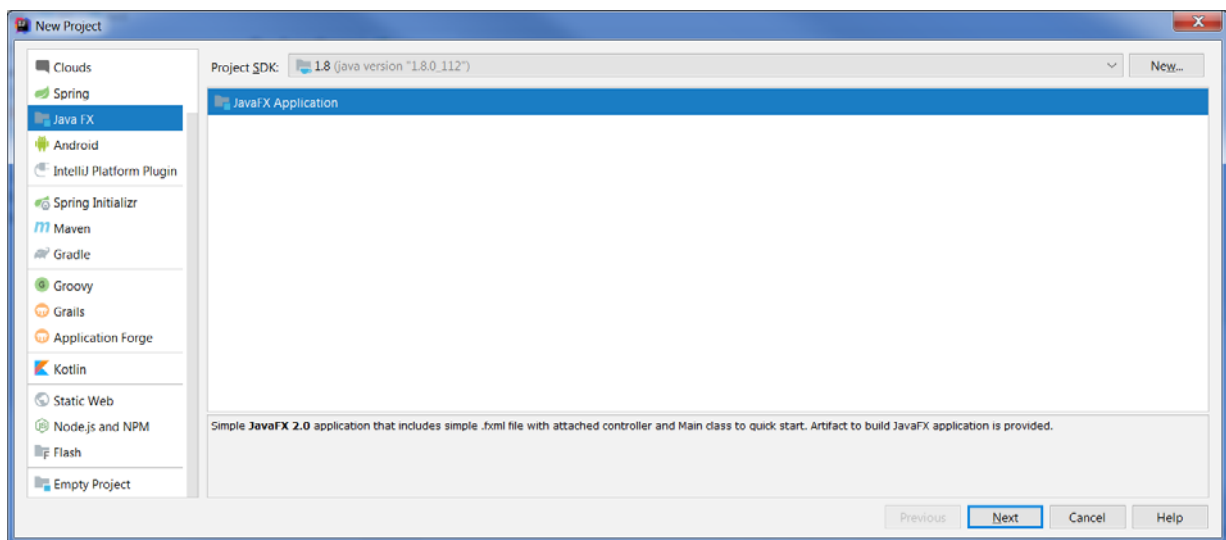 New Project
Clouds
Spring
Java FX
Android
IntelliJ Platform Plugin
Spring Initializr
Maven
Gradle
Groovy
Grails
Application Forge
Kotlin
Static Web
Node.js and NPM
Flash
Empty Project
Project SDK: 1.8 (java version "1.8.0_112") New...
JavaFX Application
Simple JavaFX 2.0 application that includes simple .fxml file with attached controller and Main class to quick start. Artifact to build JavaFX application is provided.
Previous Next Cancel Help